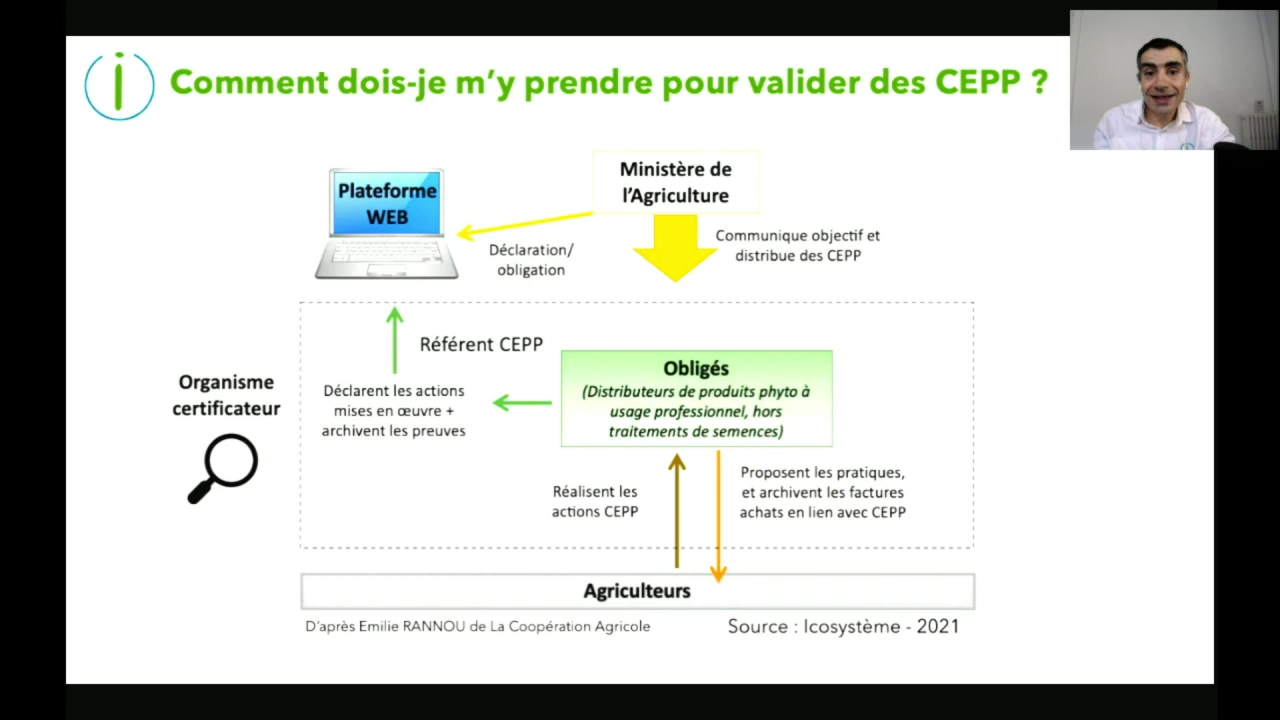 Comment dois-je m'y prendre pour valider des CEPP ?
Plateforme
WEB
Ministère de
l'Agriculture
Déclaration/
obligation
Communique objectif et
distribue des CEPP
Référent CEPP
Organisme
certificateur
Déclarent les actions
mises en œuvre +
archivent les preuves
Obligés
(Distributeurs de produits phyto à
usage professionnel, hors
traitements de semences)
Réalisent les
actions CEPP
Proposent les pratiques,
et archivent les factures
achats en lien avec CEPP
Agriculteurs
D'après Emilie RANNOU de La Coopération Agricole
Source : Icosystème - 2021